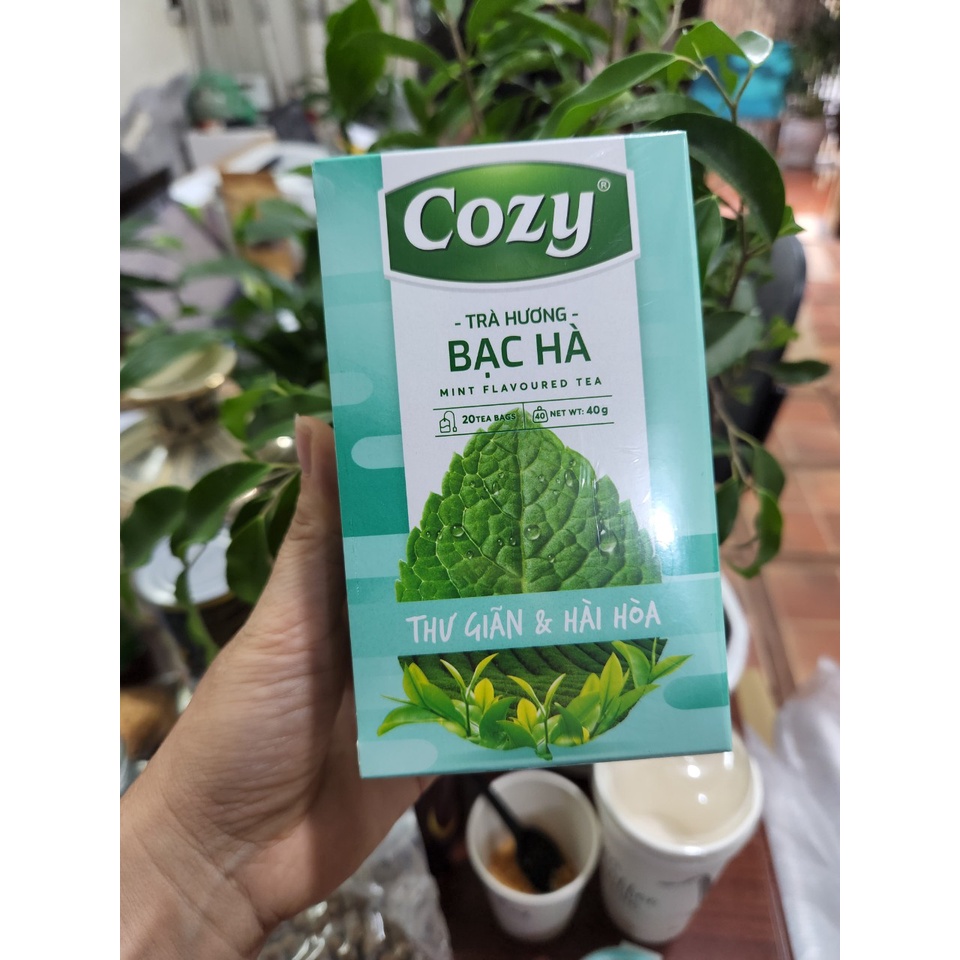 Cozy®
- TRÀ HƯƠNG -
BẠC HÀ
MINT FLAVOURED TEA
20 TEA BAGS 40 NET WT: 40g
THƯ GIÃN & HÀI HÒA